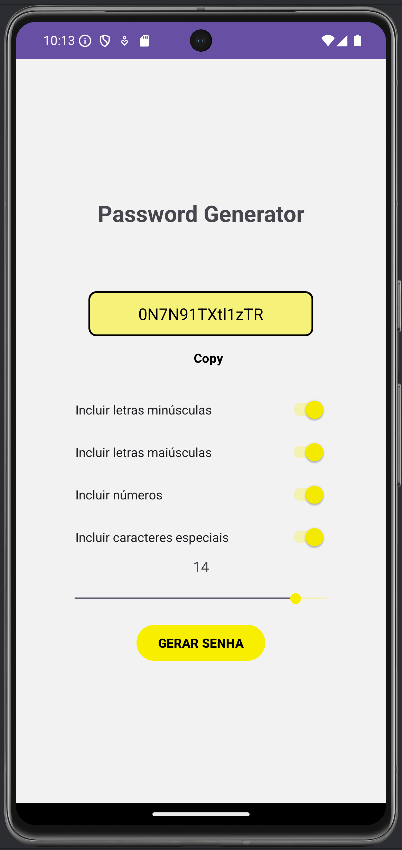 10:13
Password Generator
0N7N91TXtl1zTR
Copy
Incluir letras minúsculas
Incluir letras maiúsculas
Incluir números
Incluir caracteres especiais
14
GERAR SENHA